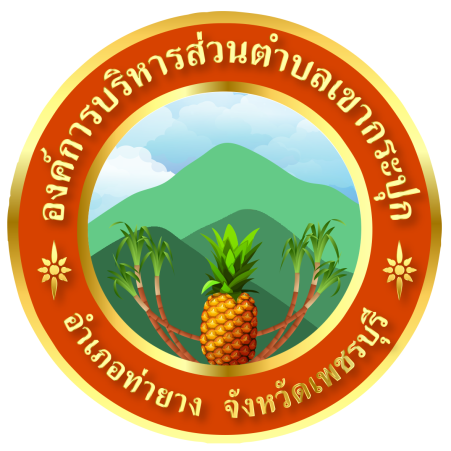 องค์การบริหารส่วนตำบลเขากระปุก
อำเภอท่ายาง จังหวัดเพชรบุรี